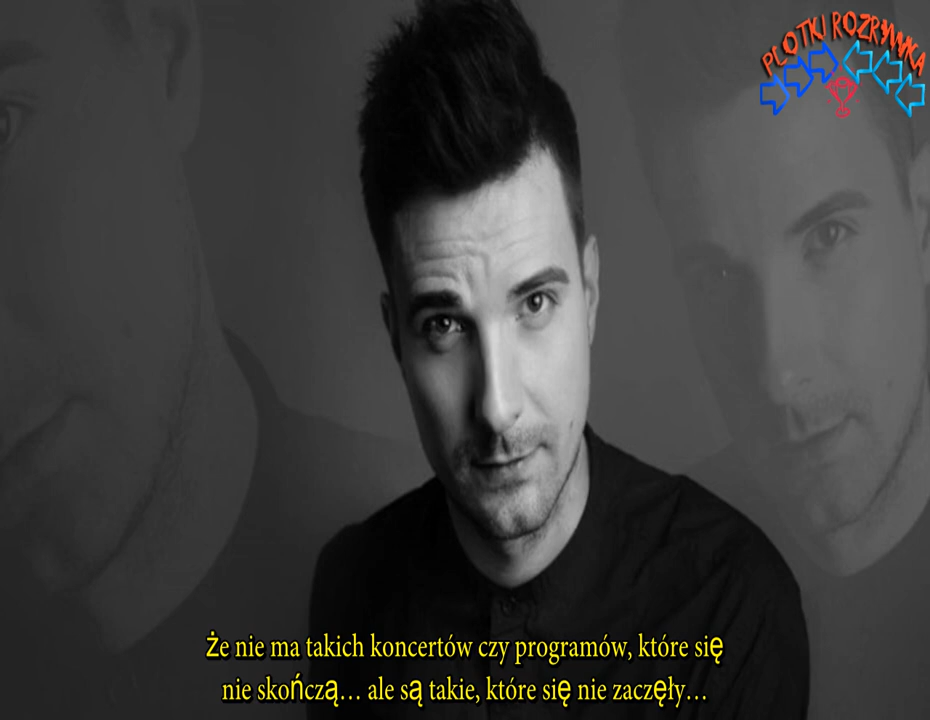 PLOTKI ROZRYWKA
Że nie ma takich koncertów czy programów, które się
nie skończą… ale są takie, które się nie zaczęły…